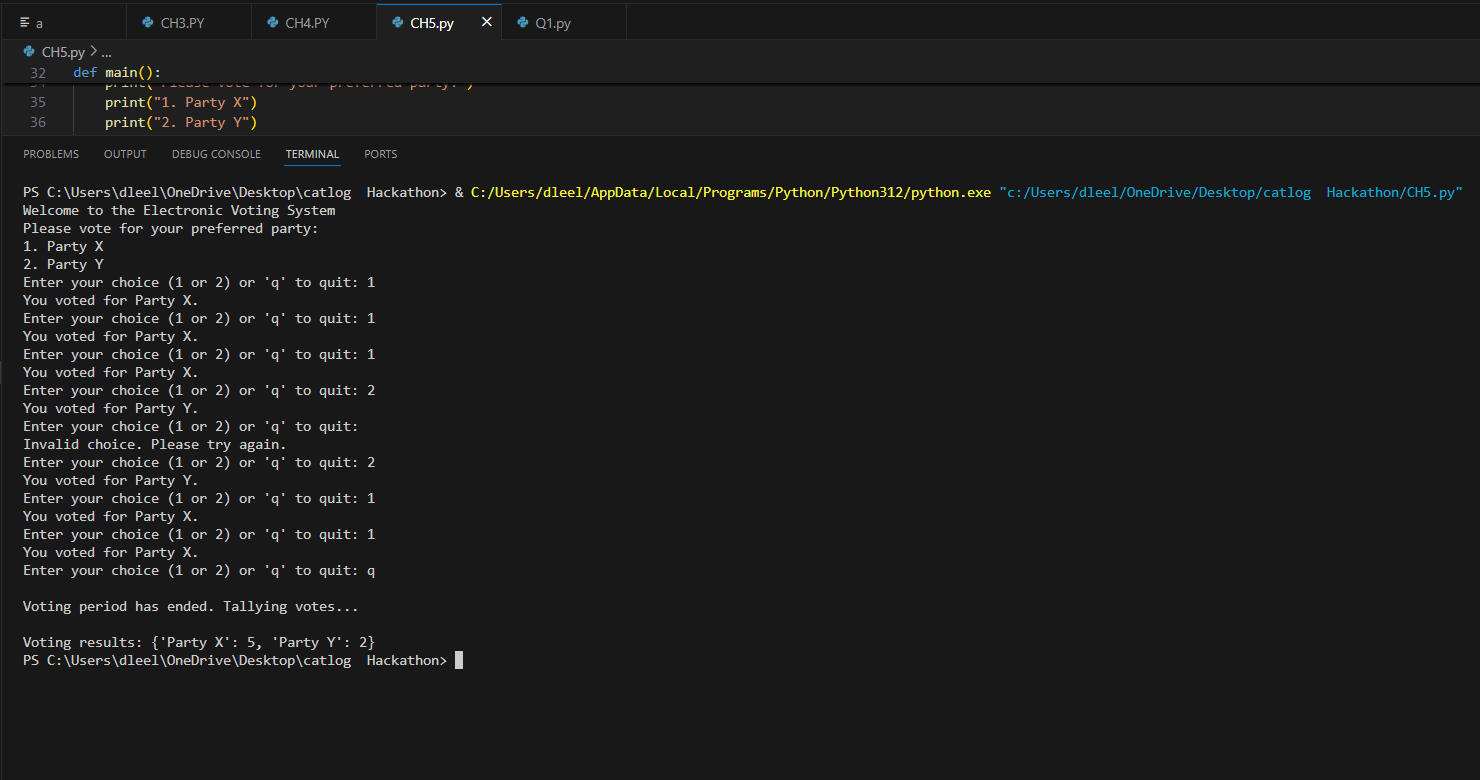 a CH3.PY CH4.PY CH5.py Q1.py
CH5.py > ...
32 def main():
35 print("1. Party X")
36 print("2. Party Y")
PROBLEMS OUTPUT DEBUG CONSOLE TERMINAL PORTS
PS C:\Users\dleel\OneDrive\Desktop\catlog  Hackathon> & C:/Users/dleel/AppData/Local/Programs/Python/Python312/python.exe "c:/Users/dleel/OneDrive/Desktop/catlog  Hackathon/CH5.py"
Welcome to the Electronic Voting System
Please vote for your preferred party:
1. Party X
2. Party Y
Enter your choice (1 or 2) or 'q' to quit: 1
You voted for Party X.
Enter your choice (1 or 2) or 'q' to quit: 1
You voted for Party X.
Enter your choice (1 or 2) or 'q' to quit: 1
You voted for Party X.
Enter your choice (1 or 2) or 'q' to quit: 2
You voted for Party Y.
Enter your choice (1 or 2) or 'q' to quit:
Invalid choice. Please try again.
Enter your choice (1 or 2) or 'q' to quit: 2
You voted for Party Y.
Enter your choice (1 or 2) or 'q' to quit: 1
You voted for Party X.
Enter your choice (1 or 2) or 'q' to quit: 1
You voted for Party X.
Enter your choice (1 or 2) or 'q' to quit: q
Voting period has ended. Tallying votes...
Voting results: {'Party X': 5, 'Party Y': 2}
PS C:\Users\dleel\OneDrive\Desktop\catlog  Hackathon>